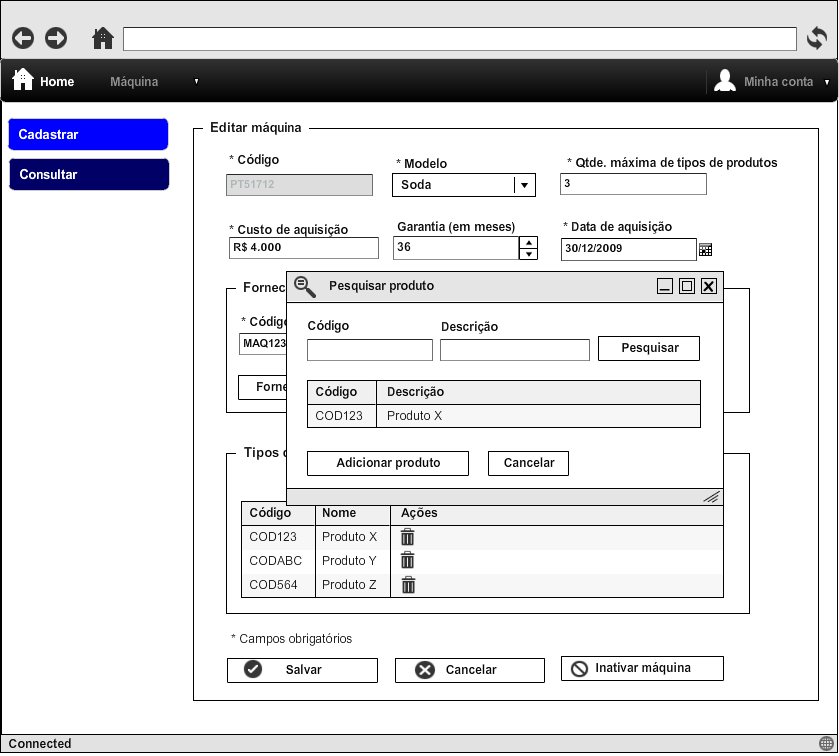 Home
Máquina
Minha conta
Cadastrar
Consultar
Editar máquina
* Código
* Modelo
* Qtde. máxima de tipos de produtos
PT51712
Soda
3
* Custo de aquisição
Garantia (em meses)
* Data de aquisição
R$ 4.000
36
30/12/2009
Fornec
* Código
MAQ123
Forne
Pesquisar produto
Código
Descrição
Pesquisar
Código Descrição
COD123 Produto X
Adicionar produto
Cancelar
Tipos
Código Nome Ações
COD123 Produto X
CODABC Produto Y
COD564 Produto Z
* Campos obrigatórios
Salvar
Cancelar
Inativar máquina
Connected